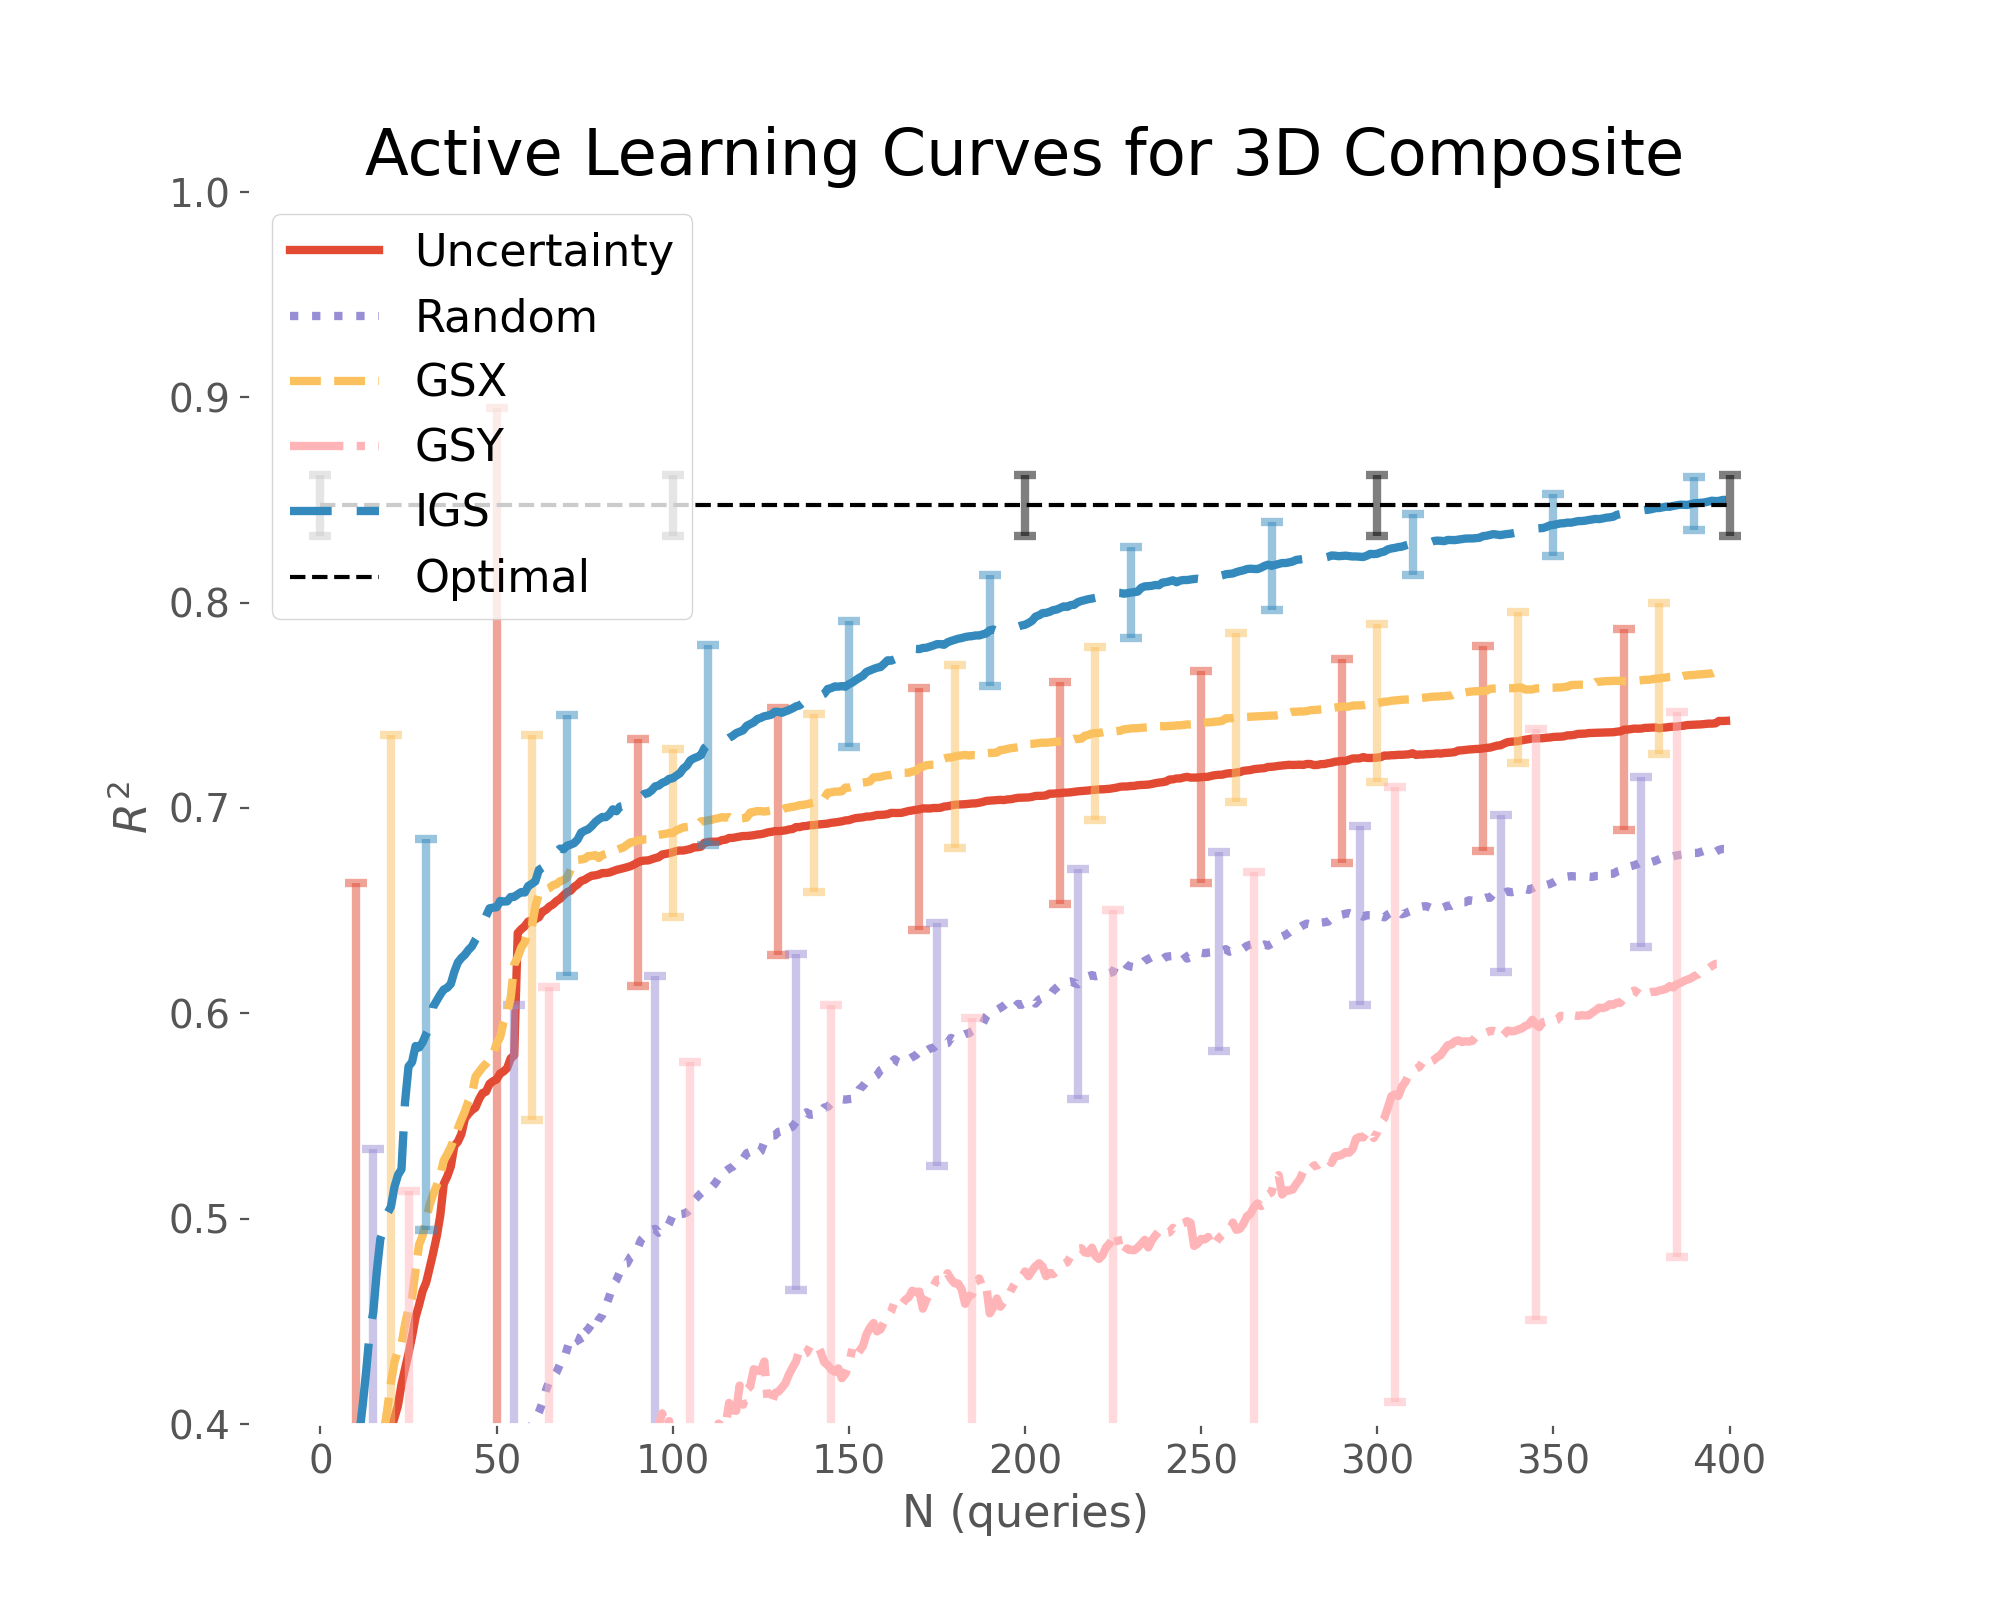 Active Learning Curves for 3D Composite
1.0
0.9
0.8
0.7
0.6
0.5
0.4
R²
Uncertainty
Random
GSX
GSY
IGS
Optimal
0 50 100 150 200 250 300 350 400
N (queries)